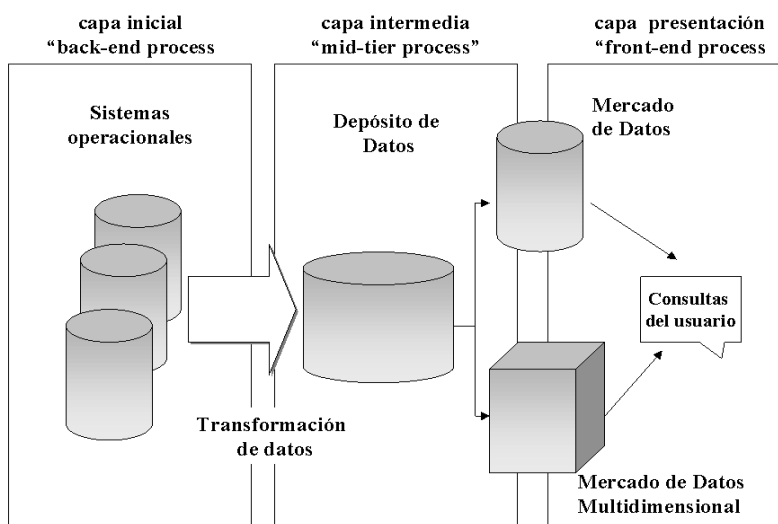 capa inicial
“back-end process
capa intermedia
“mid-tier process”
capa presentación
“front-end process
Sistemas
operacionales
Depósito de
Datos
Mercado
de Datos
Consultas
del usuario
Transformación
de datos
Mercado de Datos
Multidimensional